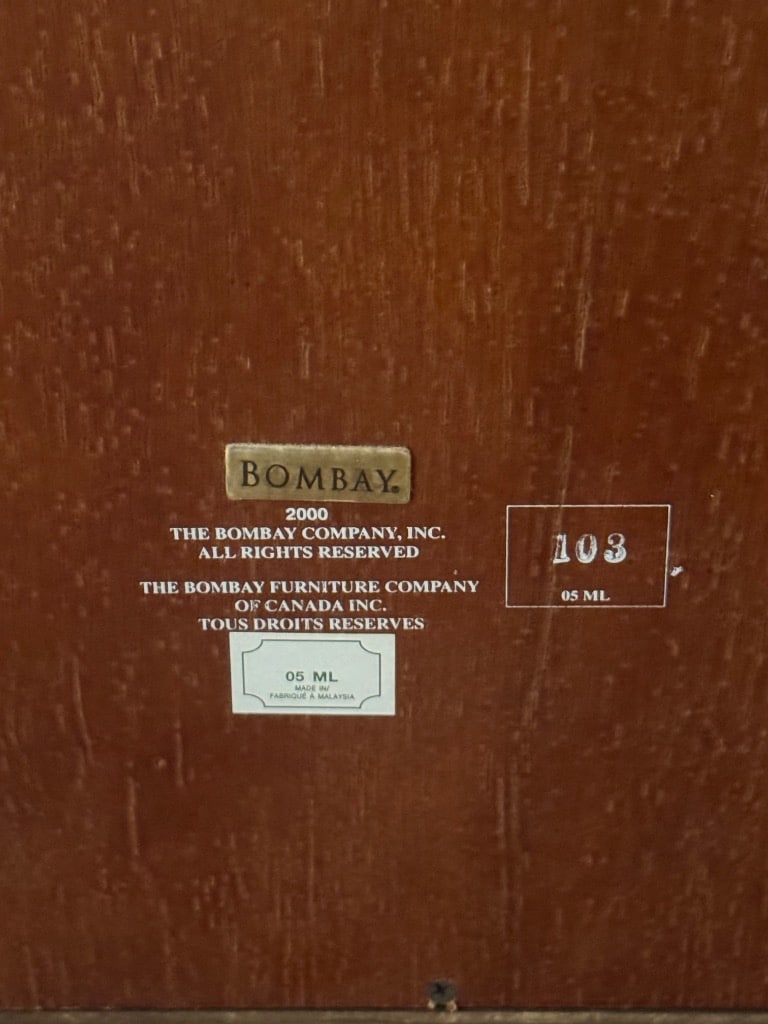 BOMBAY®
2000
THE BOMBAY COMPANY, INC.
ALL RIGHTS RESERVED
THE BOMBAY FURNITURE COMPANY
OF CANADA INC.
TOUS DROITS RESERVES
05 ML
MADE IN/
FABRIQUÉ À MALAYSIA
103
05 ML